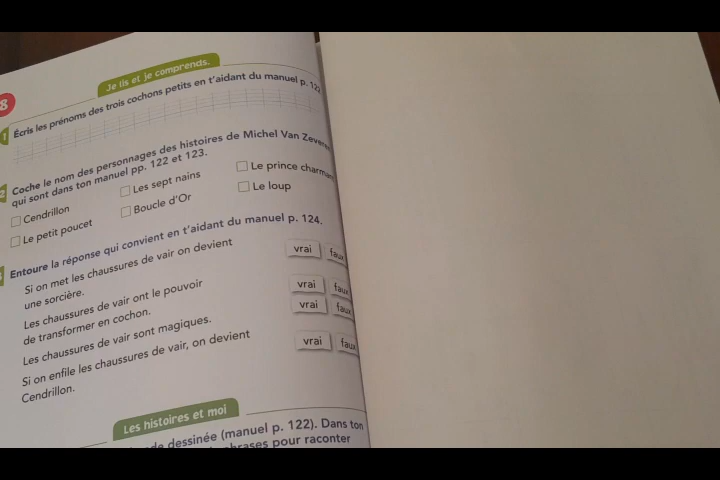 8
Je lis et je comprends.
1 Écris les prénoms des trois cochons petits en t'aidant du manuel p. 122
2 Coche le nom des personnages des histoires de Michel Van
qui sont dans ton manuel pp. 122 et 123.
Cendrillon Les sept nains Le prince
Le petit poucet Boucle d'Or Le loup
Entoure la réponse qui convient en t'aidant du manuel p. 124.
Si on met les chaussures de vair on devient
une sorcière. vrai faux
Les chaussures de vair ont le pouvoir
de transformer en cochon. vrai faux
Les chaussures de vair sont magiques. vrai faux
Si on enfile les chaussures de vair, on devient
Cendrillon. vrai faux
Les histoires et moi
dessinée (manuel p. 122). Dans ton
pour raconter